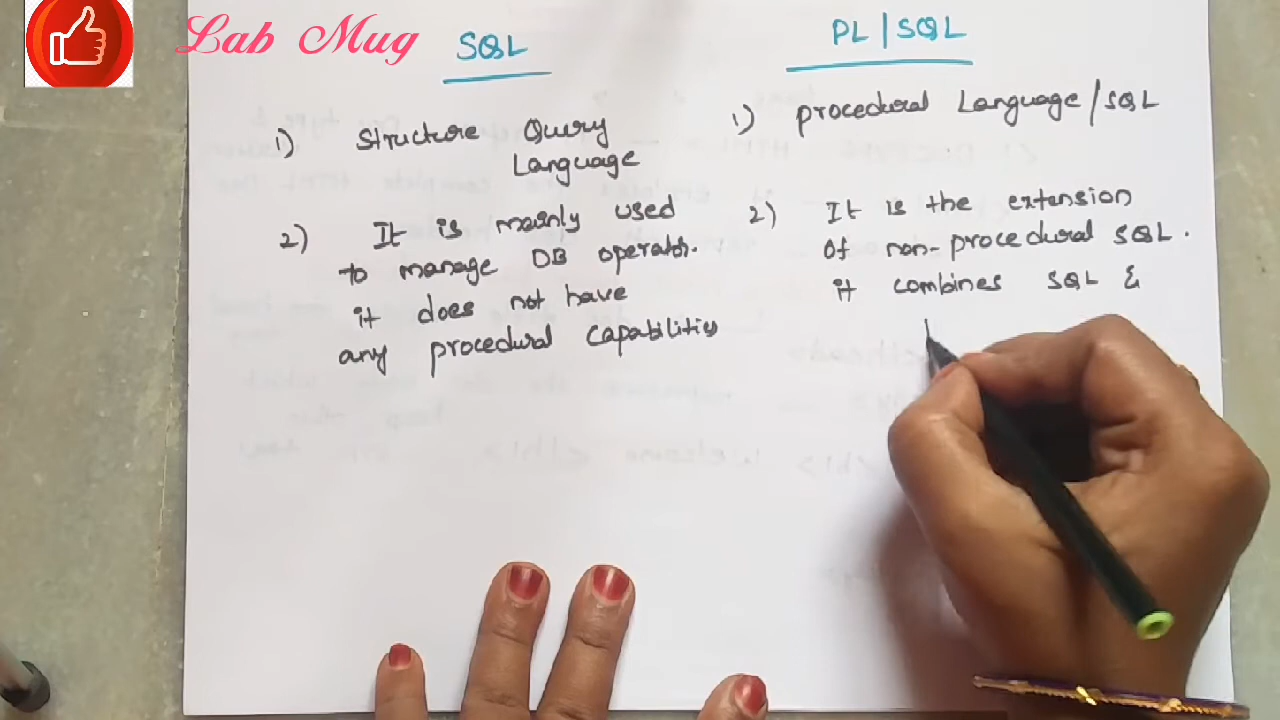 Lab Mug
SQL
1) Structure Query
Language
2) It is mainly used
to manage DB operator.
it does not have
any procedural capabilities
PL/SQL
1) procedural Language/SQL
2) It is the extension
of non-procedural SQL.
it combines SQL &